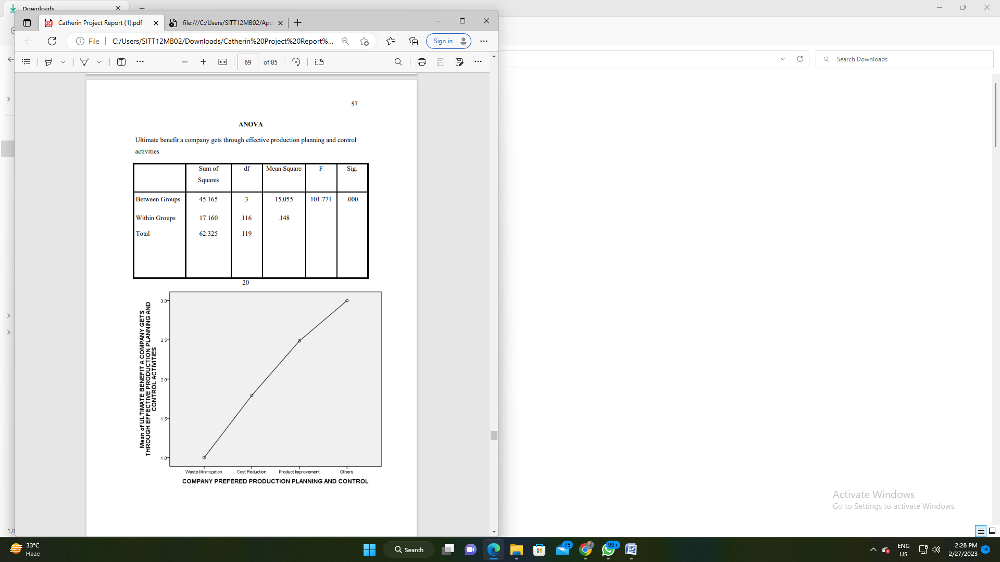 Downloads
Catherin Project Report (1).pdf
file:///C:/Users/SITT12MB02/App
File
C:/Users/SITT12MB02/Downloads/Catherin%20Project%20Report%...
Sign in
69 of 85
Search Downloads
57
ANOVA
Ultimate benefit a company gets through effective production planning and control
activities
Sum of Squares df Mean Square F Sig.
Between Groups 45.165 3 15.055 101.771 .000
Within Groups 17.160 116 .148
Total 62.325 119
20
Mean of ULTIMATE BENEFIT A COMPANY GETS
THROUGH EFFECTIVE PRODUCTION PLANNING AND
CONTROL ACTIVITIES
3.0
2.5
2.0
1.5
1.0
Waste Minimization Cost Reduction Product Improvement Others
COMPANY PREFERED PRODUCTION PLANNING AND CONTROL
Activate Windows
Go to Settings to activate Windows.
33°C
Haze
Search
78
99+
ENG
US
2:28 PM
2/27/2023
14